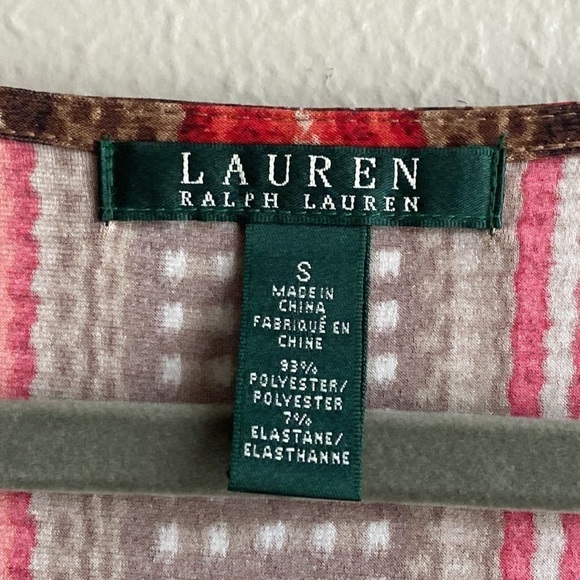 LAUREN
RALPH LAUREN
S
MADE IN
CHINA
FABRIQUÉ EN
CHINE
93%
POLYESTER/
POLYESTER
7%
ELASTANE/
ELASTHANNE